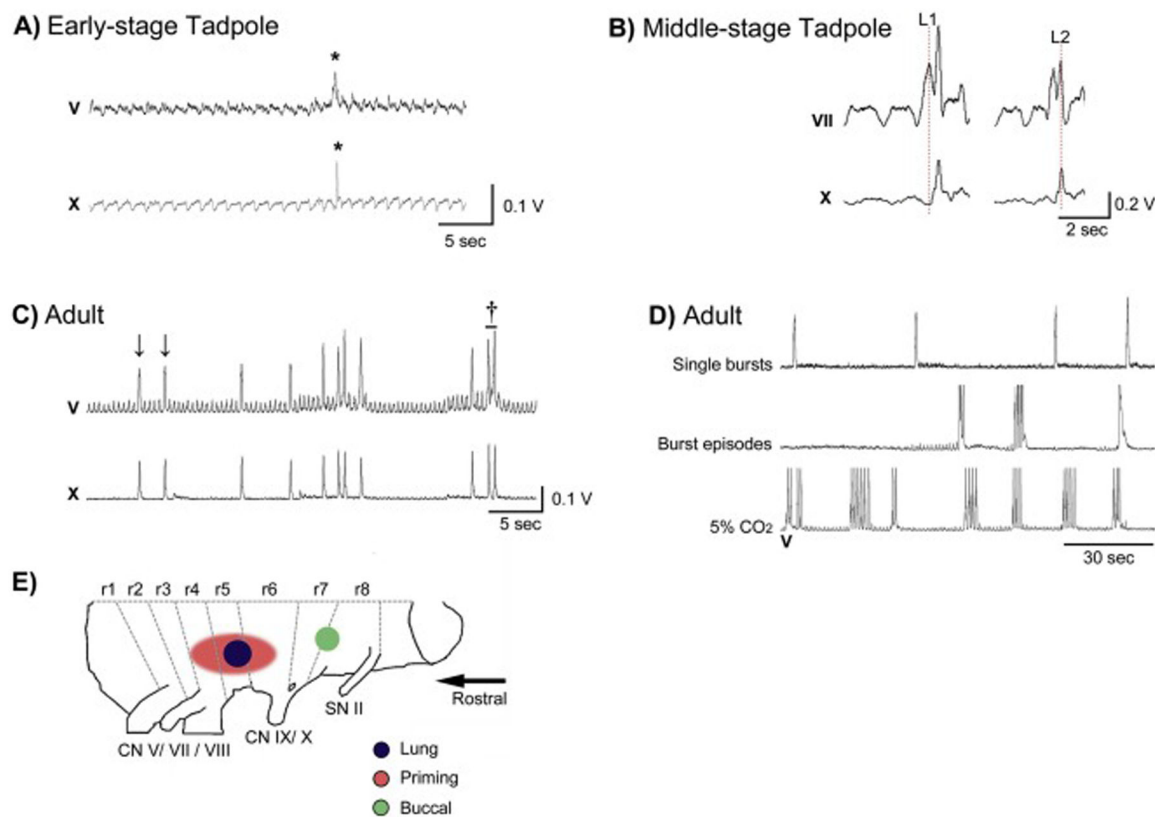 A) Early-stage Tadpole
*
V
*
X
0.1 V
5 sec
B) Middle-stage Tadpole
L1
L2
VII
X
0.2 V
2 sec
C) Adult
↓ ↓
†
V
X
0.1 V
5 sec
D) Adult
Single bursts
Burst episodes
5% CO2
V
30 sec
E)
r1 r2 r3 r4 r5 r6 r7 r8
Rostral
SN II
CN IX/ X
CN V/ VII / VIII
Lung
Priming
Buccal